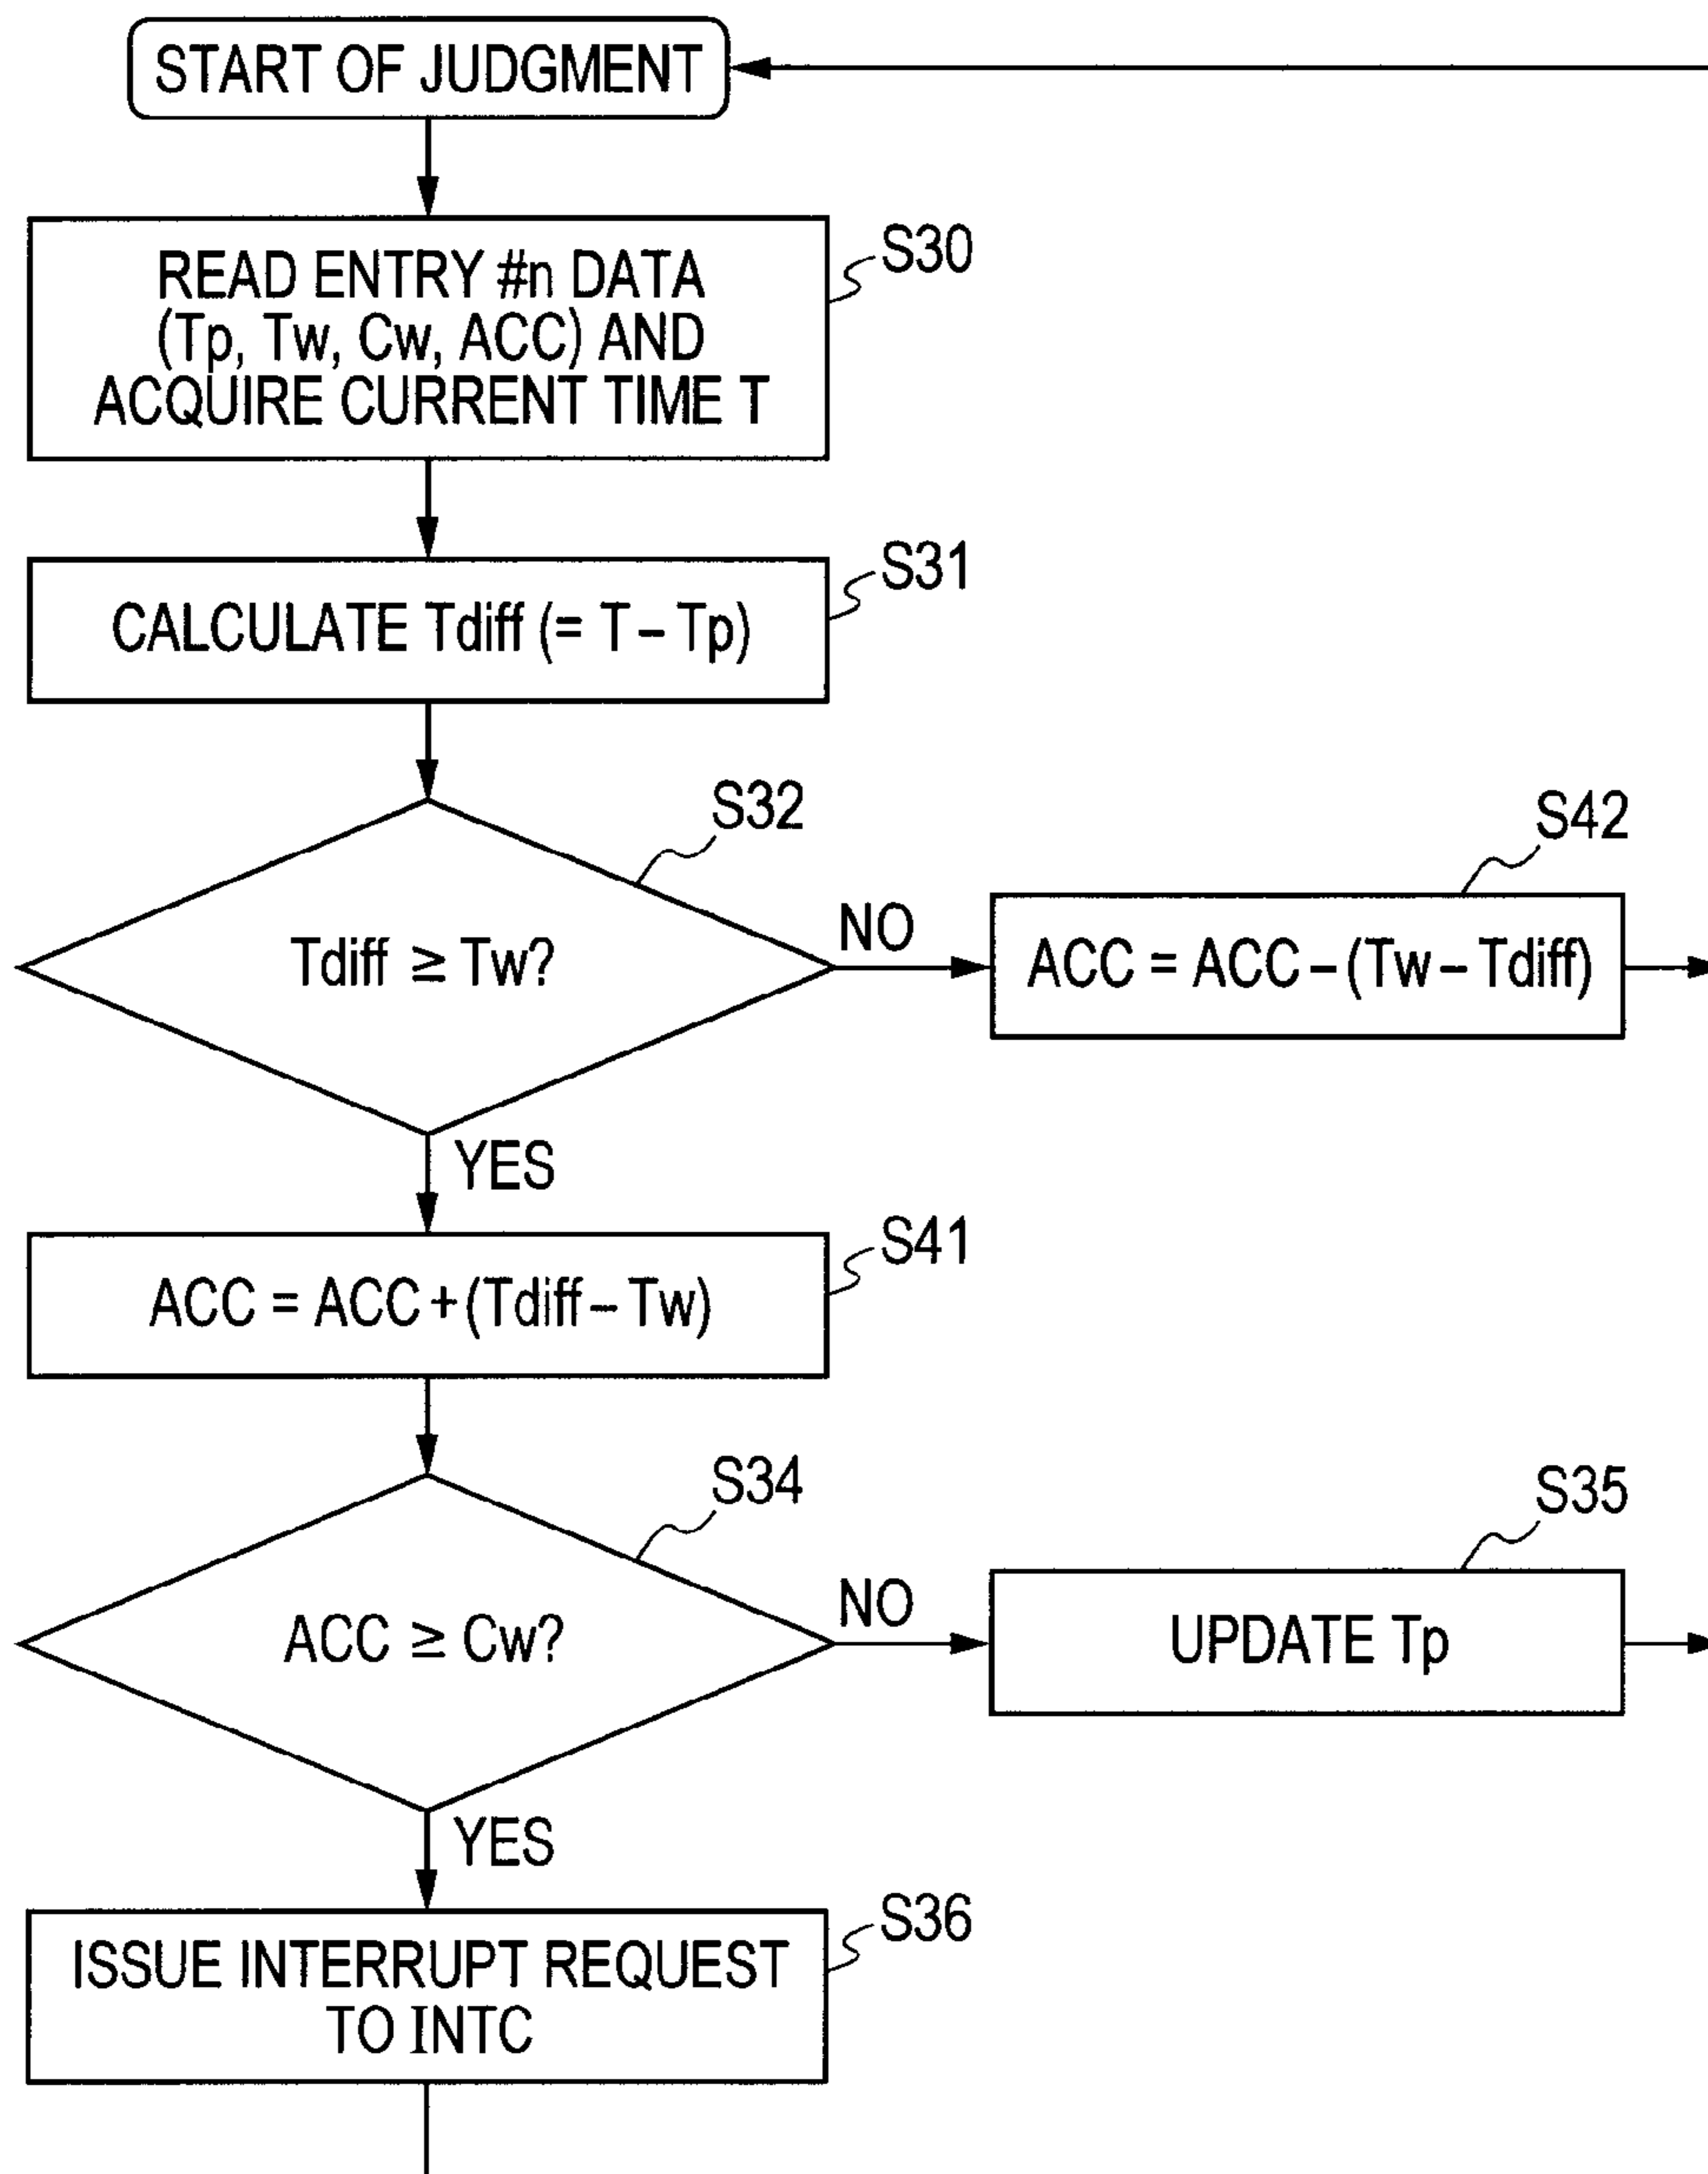 START OF JUDGMENT
S30
READ ENTRY #n DATA
(Tp, Tw, Cw, ACC) AND
ACQUIRE CURRENT TIME T
S31
CALCULATE Tdiff (= T – Tp)
S32
S42
Tdiff ≥ Tw?
NO
ACC = ACC – (Tw – Tdiff)
YES
S41
ACC = ACC + (Tdiff – Tw)
S34
S35
ACC ≥ Cw?
NO
UPDATE Tp
YES
S36
ISSUE INTERRUPT REQUEST
TO INTC